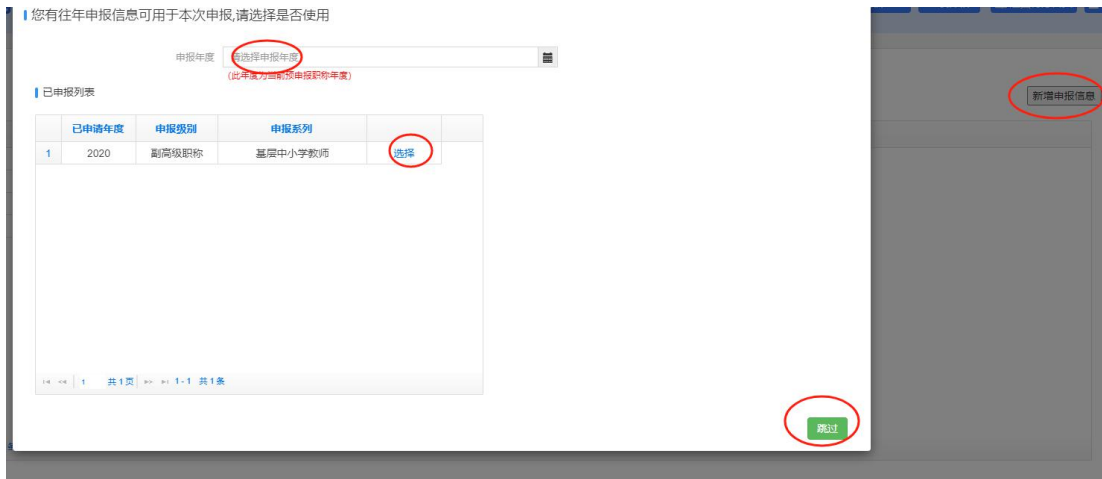 您有往年申报信息可用于本次申报,请选择是否使用
申报年度 请选择申报年度
(此年度为当前预申报职称年度)
已申报列表
新增申报信息
已申请年度 申报级别 申报系列
1 2020 副高级职称 基层中小学教师 选择
1 共1页 1-1 共1条
跳过